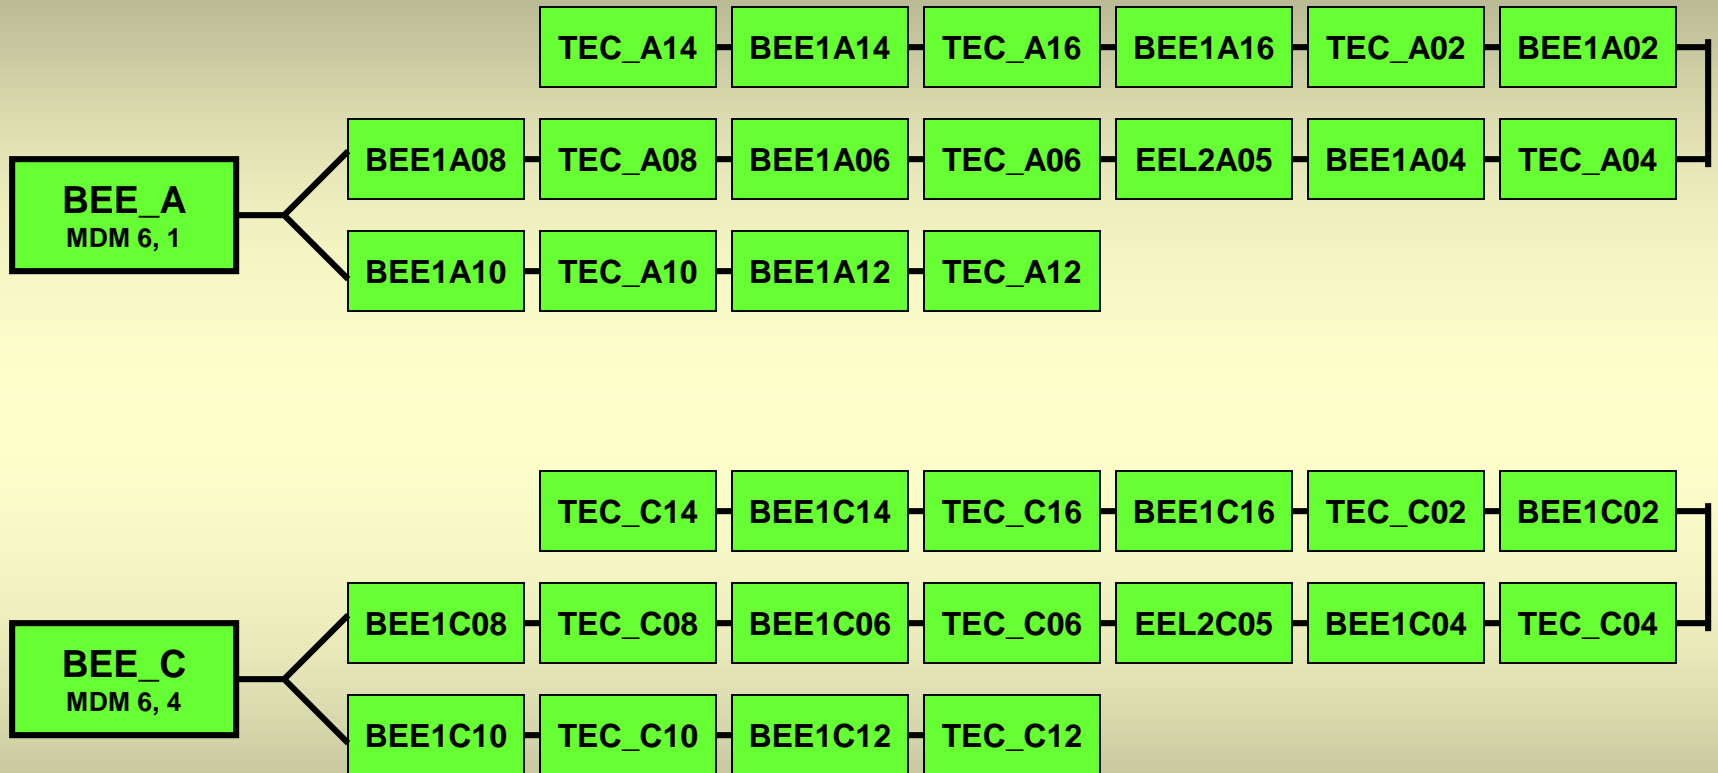 TEC_A14 BEE1A14 TEC_A16 BEE1A16 TEC_A02 BEE1A02
BEE1A08 TEC_A08 BEE1A06 TEC_A06 EEL2A05 BEE1A04 TEC_A04
BEE_A
MDM 6, 1
BEE1A10 TEC_A10 BEE1A12 TEC_A12
TEC_C14 BEE1C14 TEC_C16 BEE1C16 TEC_C02 BEE1C02
BEE1C08 TEC_C08 BEE1C06 TEC_C06 EEL2C05 BEE1C04 TEC_C04
BEE_C
MDM 6, 4
BEE1C10 TEC_C10 BEE1C12 TEC_C12